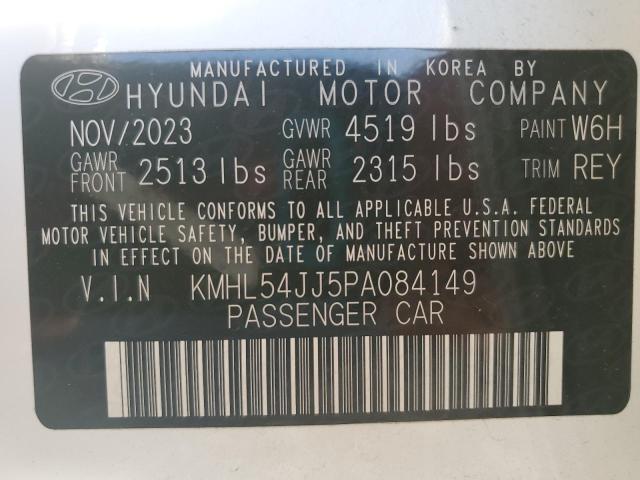 MANUFACTURED IN KOREA BY
HYUNDAI MOTOR COMPANY
NOV/2023 GVWR 4519 lbs PAINT W6H
GAWR FRONT 2513 lbs GAWR REAR 2315 lbs TRIM REY
THIS VEHICLE CONFORMS TO ALL APPLICABLE U.S.A. FEDERAL
MOTOR VEHICLE SAFETY, BUMPER, AND THEFT PREVENTION STANDARDS
IN EFFECT ON THE DATE OF MANUFACTURE SHOWN ABOVE
V.I.N KMHL54JJ5PA084149
PASSENGER CAR